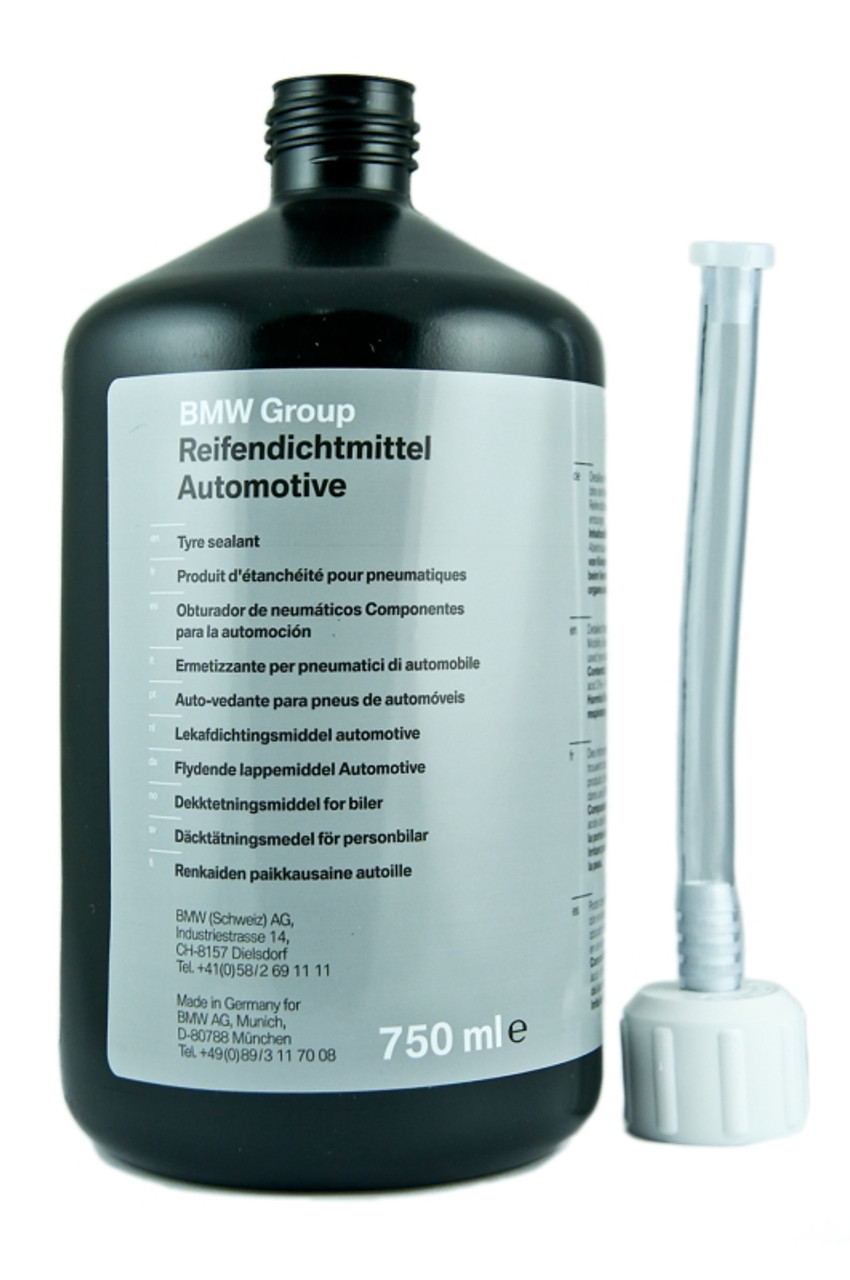 BMW Group
Reifendichtmittel
Automotive
Tyre sealant
Produit d'étanchéité pour pneumatiques
Obturador de neumáticos Componentes
para la automoción
Ermetizzante per pneumatici di automobile
Auto-vedante para pneus de automóveis
Lekafdichtingsmiddel automotive
Flydende lappemiddel Automotive
Dekktetningsmiddel for biler
Däcktätningsmedel för personbilar
Renkaiden paikkausaine autoille
BMW (Schweiz) AG,
Industriestrasse 14,
CH-8157 Dielsdorf
Tel. +41(0)58/2 69 11 11
Made in Germany for
BMW AG, Munich,
D-80788 München
Tel. +49(0)89/3 11 70 08
750 ml e